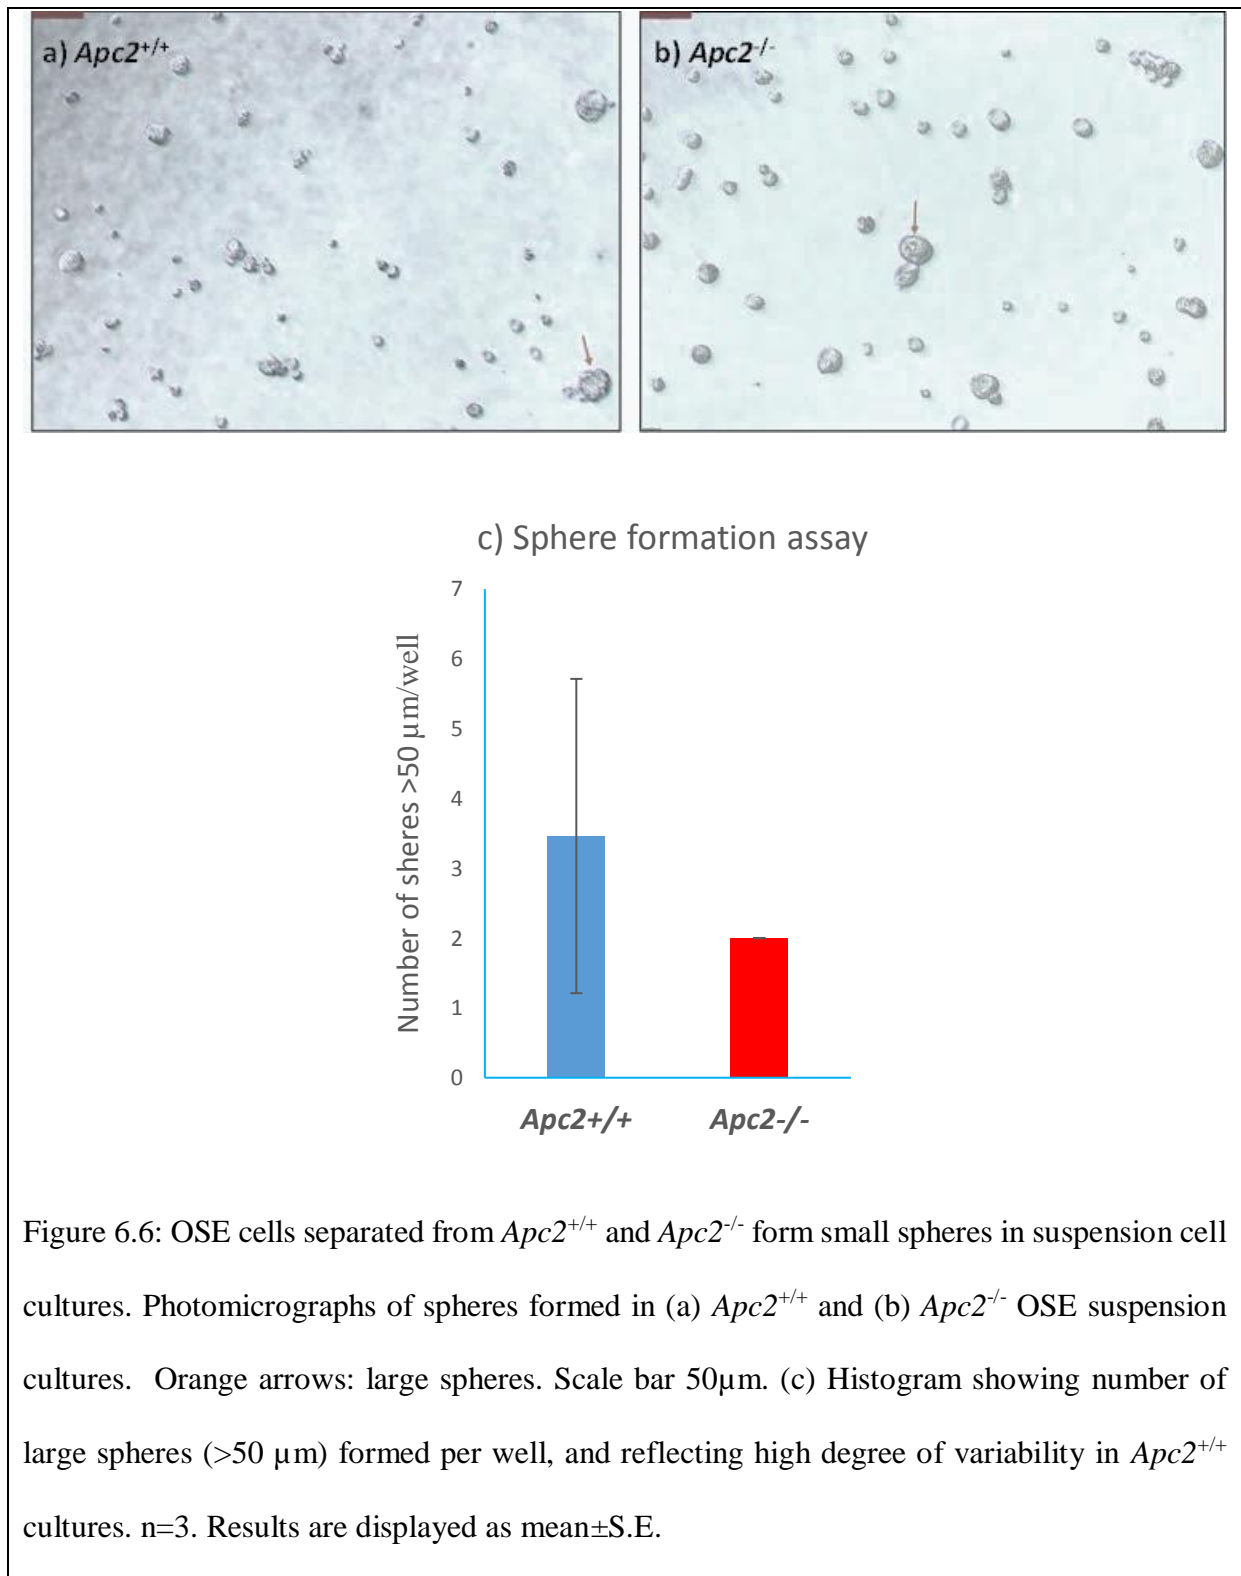 a) Apc2+/+
b) Apc2-/-
c) Sphere formation assay
Number of sheres >50 µm/well
7
6
5
4
3
2
1
0
Apc2+/+ Apc2-/-
Figure 6.6: OSE cells separated from Apc2+/+ and Apc2-/- form small spheres in suspension cell
cultures. Photomicrographs of spheres formed in (a) Apc2+/+ and (b) Apc2-/- OSE suspension
cultures. Orange arrows: large spheres. Scale bar 50µm. (c) Histogram showing number of
large spheres (>50 µm) formed per well, and reflecting high degree of variability in Apc2+/+
cultures. n=3. Results are displayed as mean±S.E.